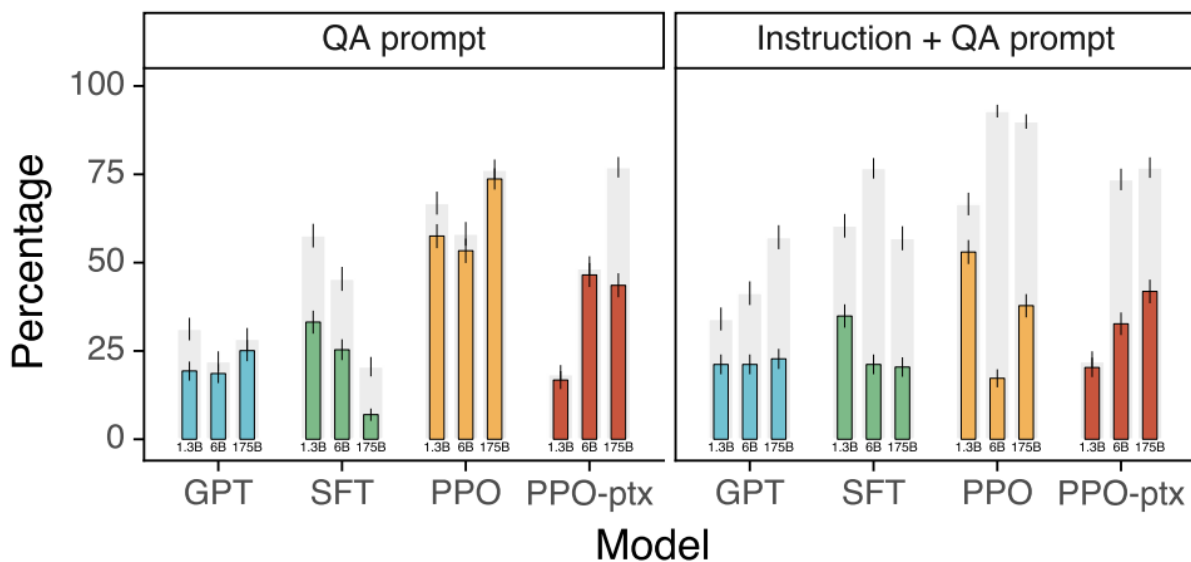 QA prompt
Instruction + QA prompt
Percentage
100
75
50
25
0
1.3B 6B 175B 1.3B 6B 175B 1.3B 6B 175B 1.3B 6B 175B
1.3B 6B 175B 1.3B 6B 175B 1.3B 6B 175B 1.3B 6B 175B
GPT SFT PPO PPO-ptx
GPT SFT PPO PPO-ptx
Model